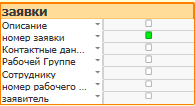 заявки
Описание
номер заявки
Контактные дан...
Рабочей Группе
Сотруднику
номер рабочего ...
заявитель